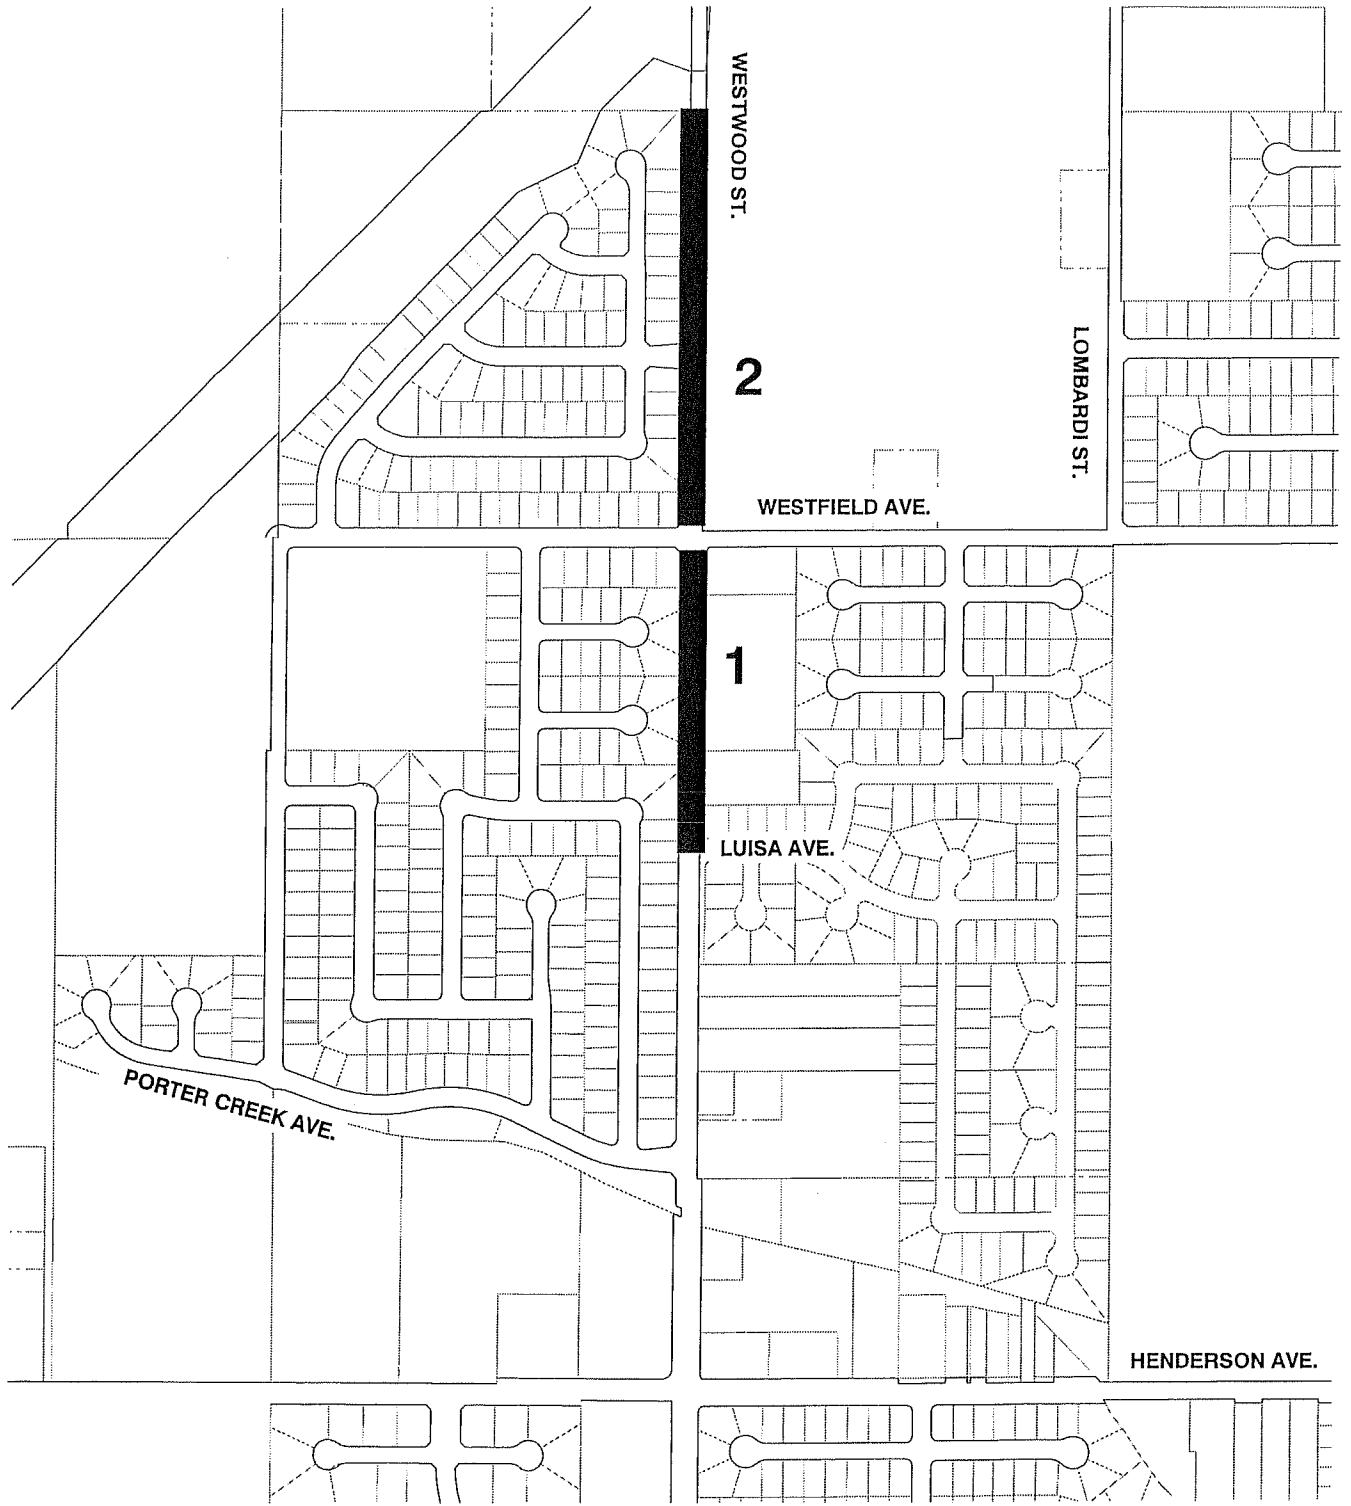 WESTWOOD ST.
2
LOMBARDI ST.
WESTFIELD AVE.
1
LUISA AVE.
PORTER CREEK AVE.
HENDERSON AVE.